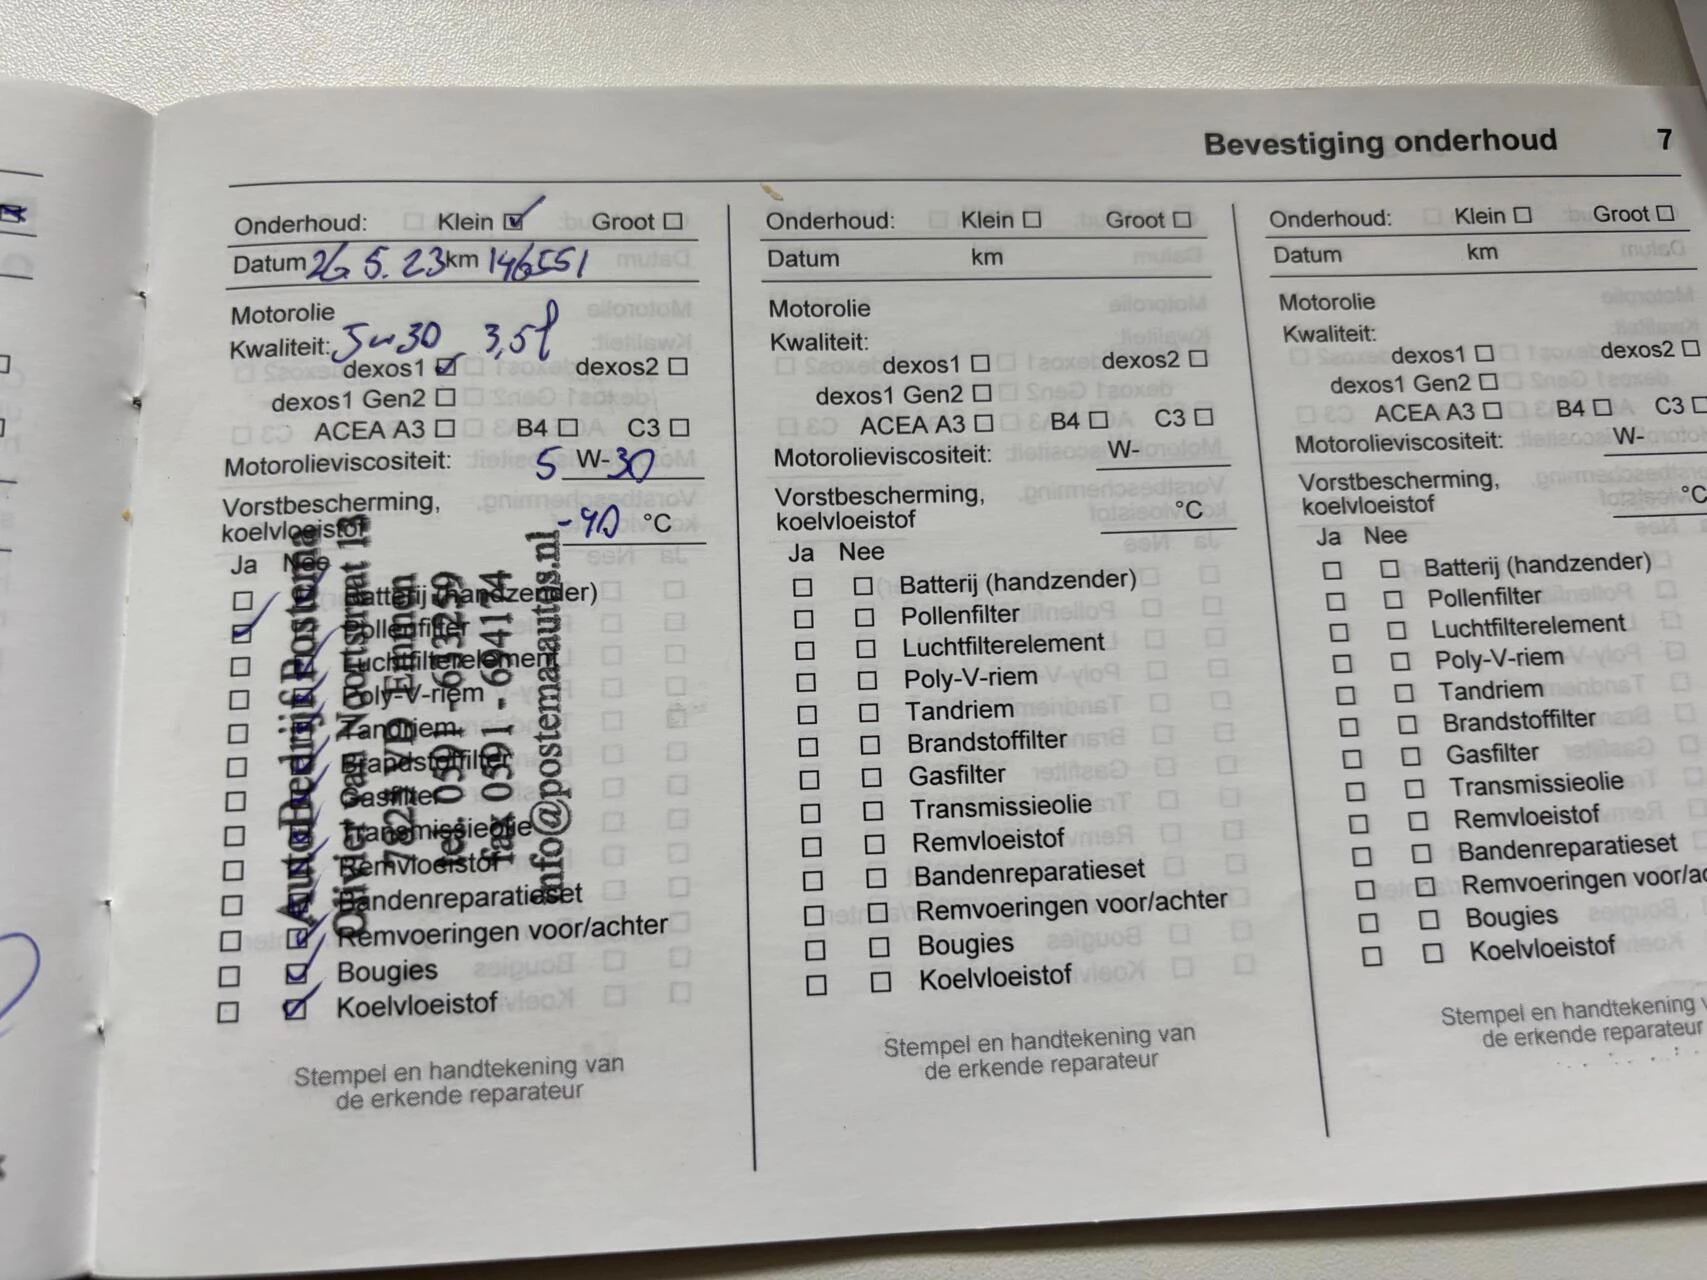 Bevestiging onderhoud 7
Onderhoud: Klein Groot
Datum 26.5.23 km 146551
Motorolie
Kwaliteit: 5w30 3,5l
dexos1 dexos2
dexos1 Gen2
ACEA A3 B4 C3
Motorolieviscositeit: 5 W-30
Vorstbescherming,
koelvloeistof -40 °C
Ja Nee
Batterij (handzender)
Pollenfilter
Luchtfilterelement
Poly-V-riem
Tandriem
Brandstoffilter
Gasfilter
Transmissieolie
Remvloeistof
Bandenreparatieset
Remvoeringen voor/achter
Bougies
Koelvloeistof
AutoBedrijf Postema
Olivier van Noortstraat 13
Emmen
tel. 0591
fax 0591 - 694174
info@postema-autos.nl
Stempel en handtekening van
de erkende reparateur
Onderhoud: Klein Groot
Datum km
Motorolie
Kwaliteit:
dexos1 dexos2
dexos1 Gen2
ACEA A3 B4 C3
Motorolieviscositeit: W-
Vorstbescherming,
koelvloeistof °C
Ja Nee
Batterij (handzender)
Pollenfilter
Luchtfilterelement
Poly-V-riem
Tandriem
Brandstoffilter
Gasfilter
Transmissieolie
Remvloeistof
Bandenreparatieset
Remvoeringen voor/achter
Bougies
Koelvloeistof
Stempel en handtekening van
de erkende reparateur
Onderhoud: Klein Groot
Datum km
Motorolie
Kwaliteit:
dexos1 dexos2
dexos1 Gen2
ACEA A3 B4 C3
Motorolieviscositeit: W-
Vorstbescherming,
koelvloeistof °C
Ja Nee
Batterij (handzender)
Pollenfilter
Luchtfilterelement
Poly-V-riem
Tandriem
Brandstoffilter
Gasfilter
Transmissieolie
Remvloeistof
Bandenreparatieset
Remvoeringen voor/ac
Bougies
Koelvloeistof
Stempel en handtekening v
de erkende reparateur